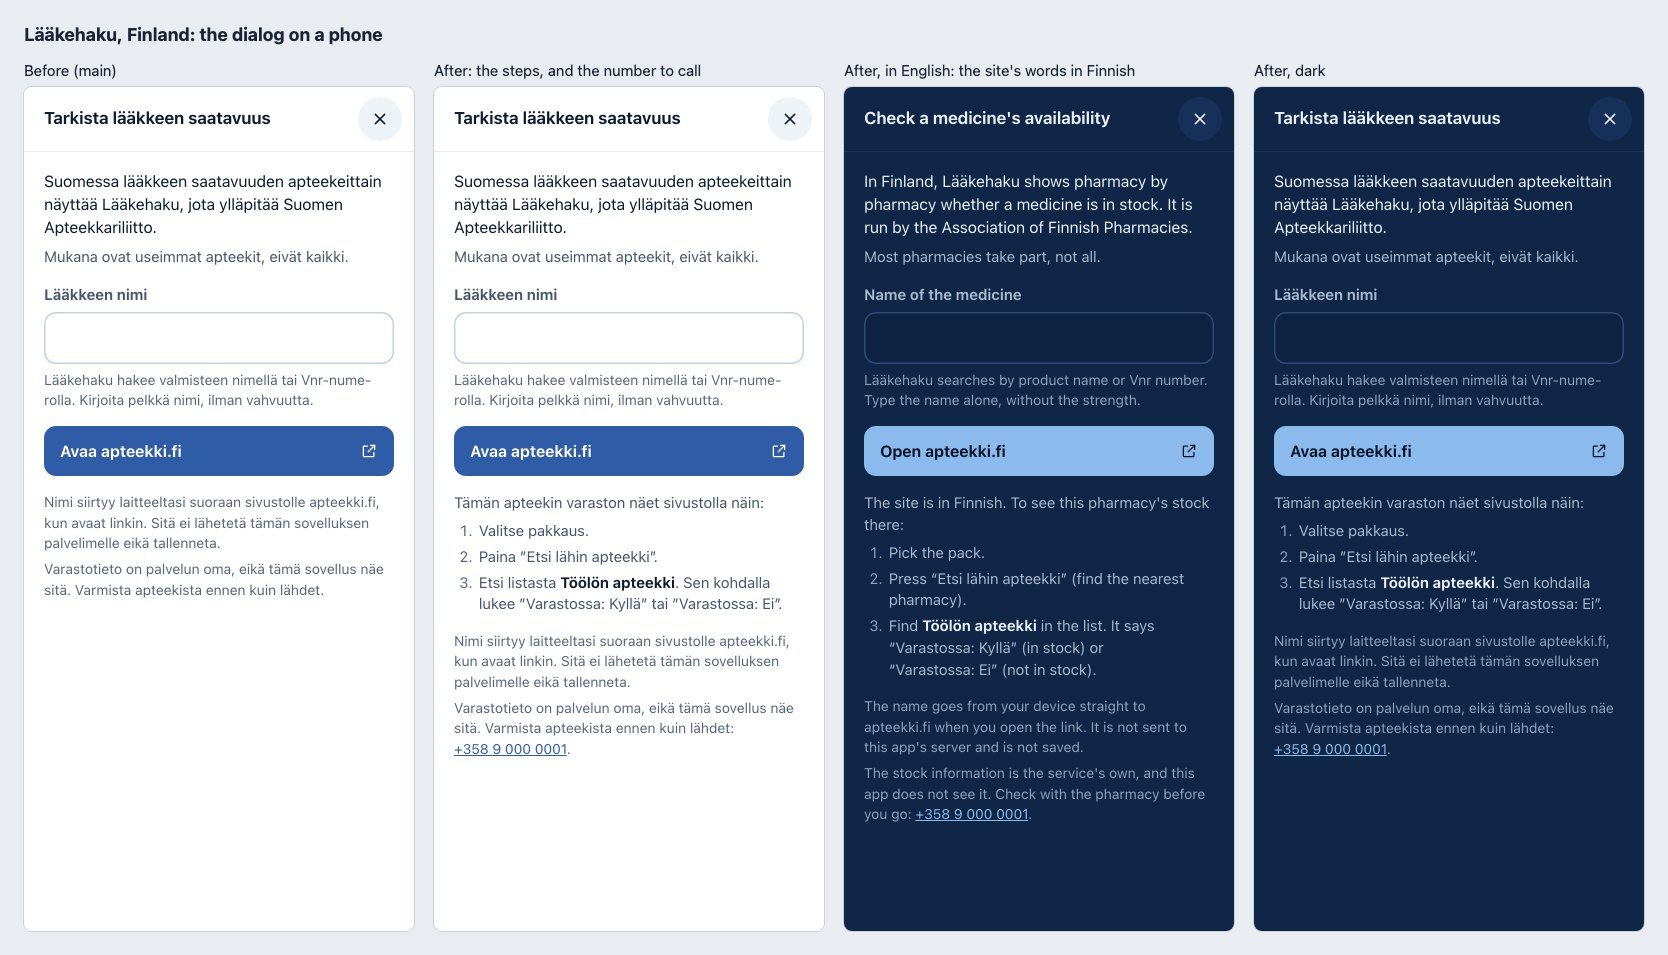 Lääkehaku, Finland: the dialog on a phone
Before (main)
Tarkista lääkkeen saatavuus
Suomessa lääkkeen saatavuuden apteekeittain
näyttää Lääkehaku, jota ylläpitää Suomen
Apteekkariliitto.
Mukana ovat useimmat apteekit, eivät kaikki.
Lääkkeen nimi
Lääkehaku hakee valmisteen nimellä tai Vnr-nume-
rolla. Kirjoita pelkkä nimi, ilman vahvuutta.
Avaa apteekki.fi
Nimi siirtyy laitteeltasi suoraan sivustolle apteekki.fi,
kun avaat linkin. Sitä ei lähetetä tämän sovelluksen
palvelimelle eikä tallenneta.
Varastotieto on palvelun oma, eikä tämä sovellus näe
sitä. Varmista apteekista ennen kuin lähdet.
After: the steps, and the number to call
Tarkista lääkkeen saatavuus
Suomessa lääkkeen saatavuuden apteekeittain
näyttää Lääkehaku, jota ylläpitää Suomen
Apteekkariliitto.
Mukana ovat useimmat apteekit, eivät kaikki.
Lääkkeen nimi
Lääkehaku hakee valmisteen nimellä tai Vnr-nume-
rolla. Kirjoita pelkkä nimi, ilman vahvuutta.
Avaa apteekki.fi
Tämän apteekin varaston näet sivustolla näin:
1. Valitse pakkaus.
2. Paina ”Etsi lähin apteekki”.
3. Etsi listasta Töölön apteekki. Sen kohdalla
lukee ”Varastossa: Kyllä” tai ”Varastossa: Ei”.
Nimi siirtyy laitteeltasi suoraan sivustolle apteekki.fi,
kun avaat linkin. Sitä ei lähetetä tämän sovelluksen
palvelimelle eikä tallenneta.
Varastotieto on palvelun oma, eikä tämä sovellus näe
sitä. Varmista apteekista ennen kuin lähdet:
+358 9 000 0001.
After, in English: the site's words in Finnish
Check a medicine's availability
In Finland, Lääkehaku shows pharmacy by
pharmacy whether a medicine is in stock. It is
run by the Association of Finnish Pharmacies.
Most pharmacies take part, not all.
Name of the medicine
Lääkehaku searches by product name or Vnr number.
Type the name alone, without the strength.
Open apteekki.fi
The site is in Finnish. To see this pharmacy's stock
there:
1. Pick the pack.
2. Press “Etsi lähin apteekki” (find the nearest
pharmacy).
3. Find Töölön apteekki in the list. It says
“Varastossa: Kyllä” (in stock) or
“Varastossa: Ei” (not in stock).
The name goes from your device straight to
apteekki.fi when you open the link. It is not sent to
this app's server and is not saved.
The stock information is the service's own, and this
app does not see it. Check with the pharmacy before
you go: +358 9 000 0001.
After, dark
Tarkista lääkkeen saatavuus
Suomessa lääkkeen saatavuuden apteekeittain
näyttää Lääkehaku, jota ylläpitää Suomen
Apteekkariliitto.
Mukana ovat useimmat apteekit, eivät kaikki.
Lääkkeen nimi
Lääkehaku hakee valmisteen nimellä tai Vnr-nume-
rolla. Kirjoita pelkkä nimi, ilman vahvuutta.
Avaa apteekki.fi
Tämän apteekin varaston näet sivustolla näin:
1. Valitse pakkaus.
2. Paina ”Etsi lähin apteekki”.
3. Etsi listasta Töölön apteekki. Sen kohdalla
lukee ”Varastossa: Kyllä” tai ”Varastossa: Ei”.
Nimi siirtyy laitteeltasi suoraan sivustolle apteekki.fi,
kun avaat linkin. Sitä ei lähetetä tämän sovelluksen
palvelimelle eikä tallenneta.
Varastotieto on palvelun oma, eikä tämä sovellus näe
sitä. Varmista apteekista ennen kuin lähdet:
+358 9 000 0001.